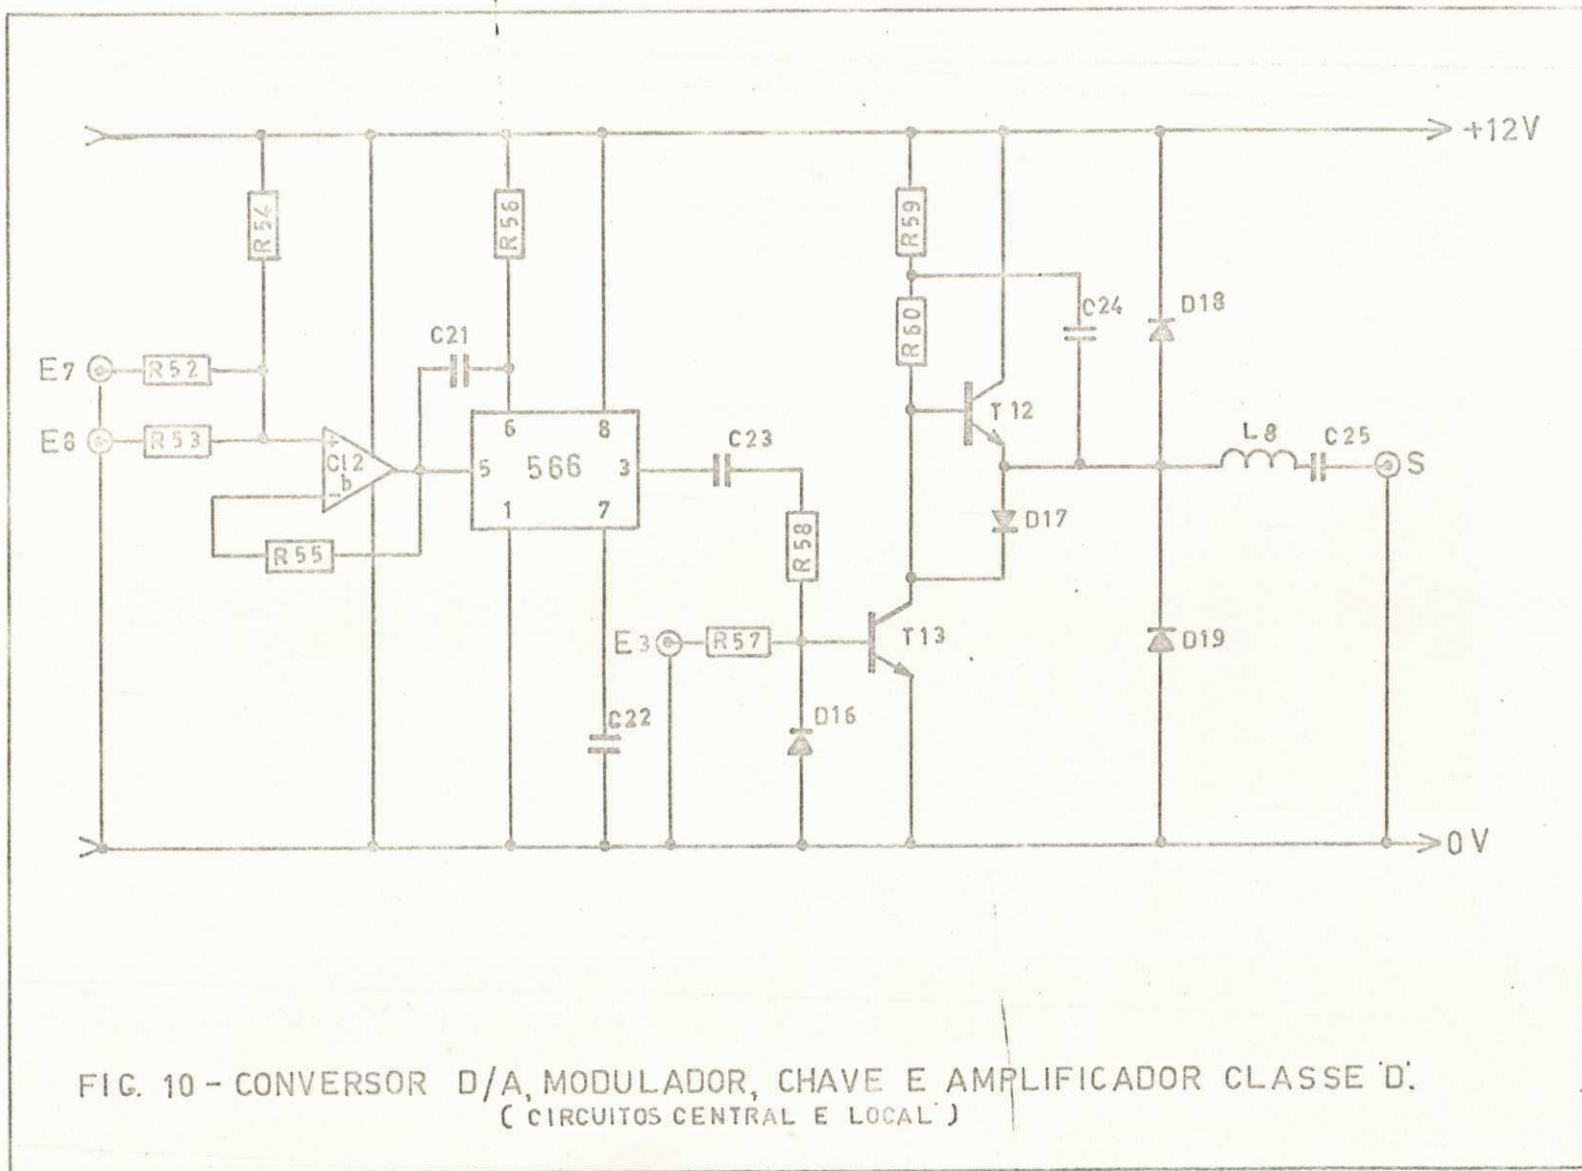 +12V
R54
R56
R59
C24
D18
R60
C21
E7
R52
E8
R53
+
CI2
b
-
R55
6
8
5
566
3
1
7
C23
T12
L8
C25
S
D17
R58
E3
R57
T13
D19
C22
D16
0V
FIG. 10 - CONVERSOR D/A, MODULADOR, CHAVE E AMPLIFICADOR CLASSE 'D'.
( CIRCUITOS CENTRAL E LOCAL )